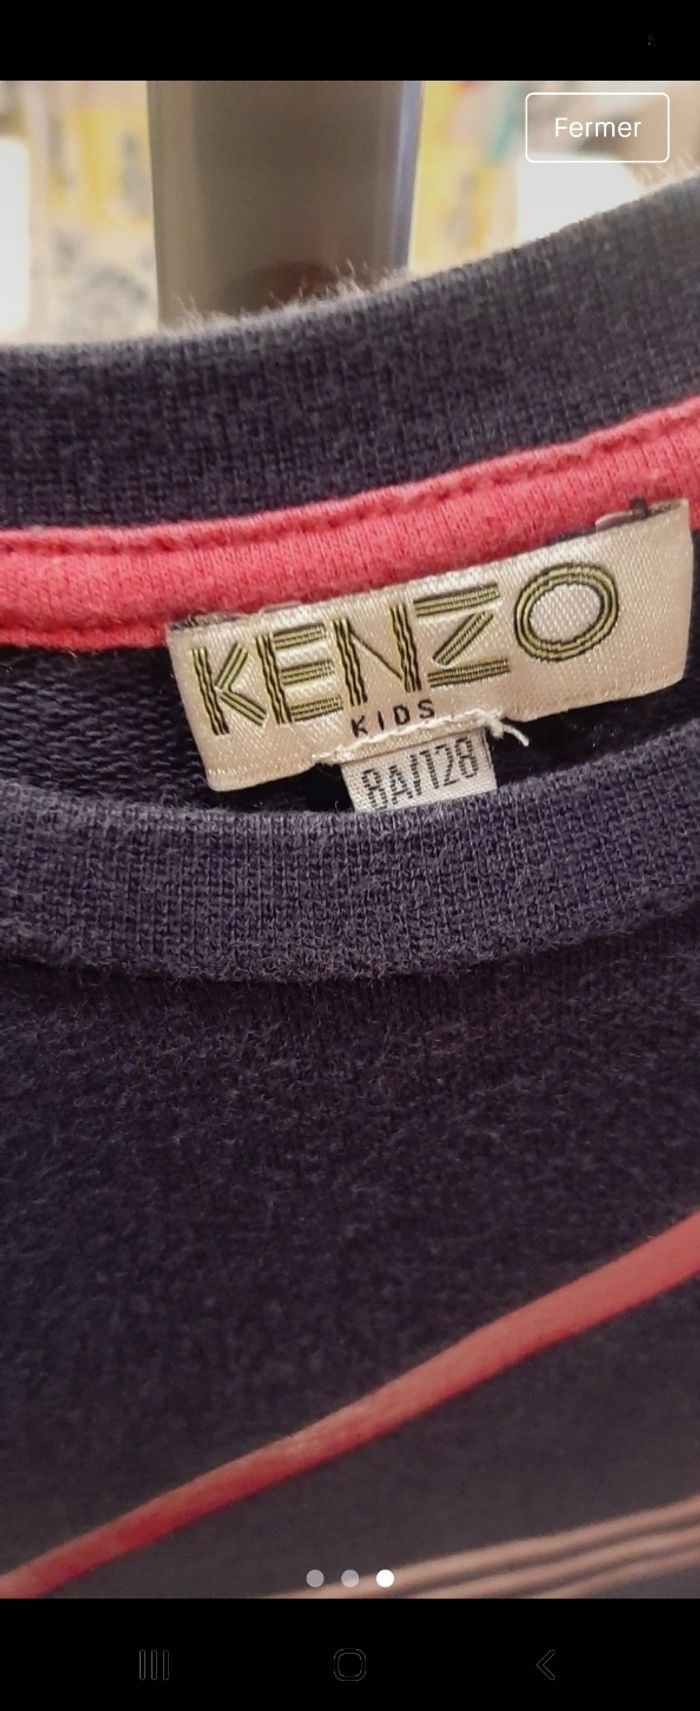 Fermer
KENZO
KIDS
8A/128